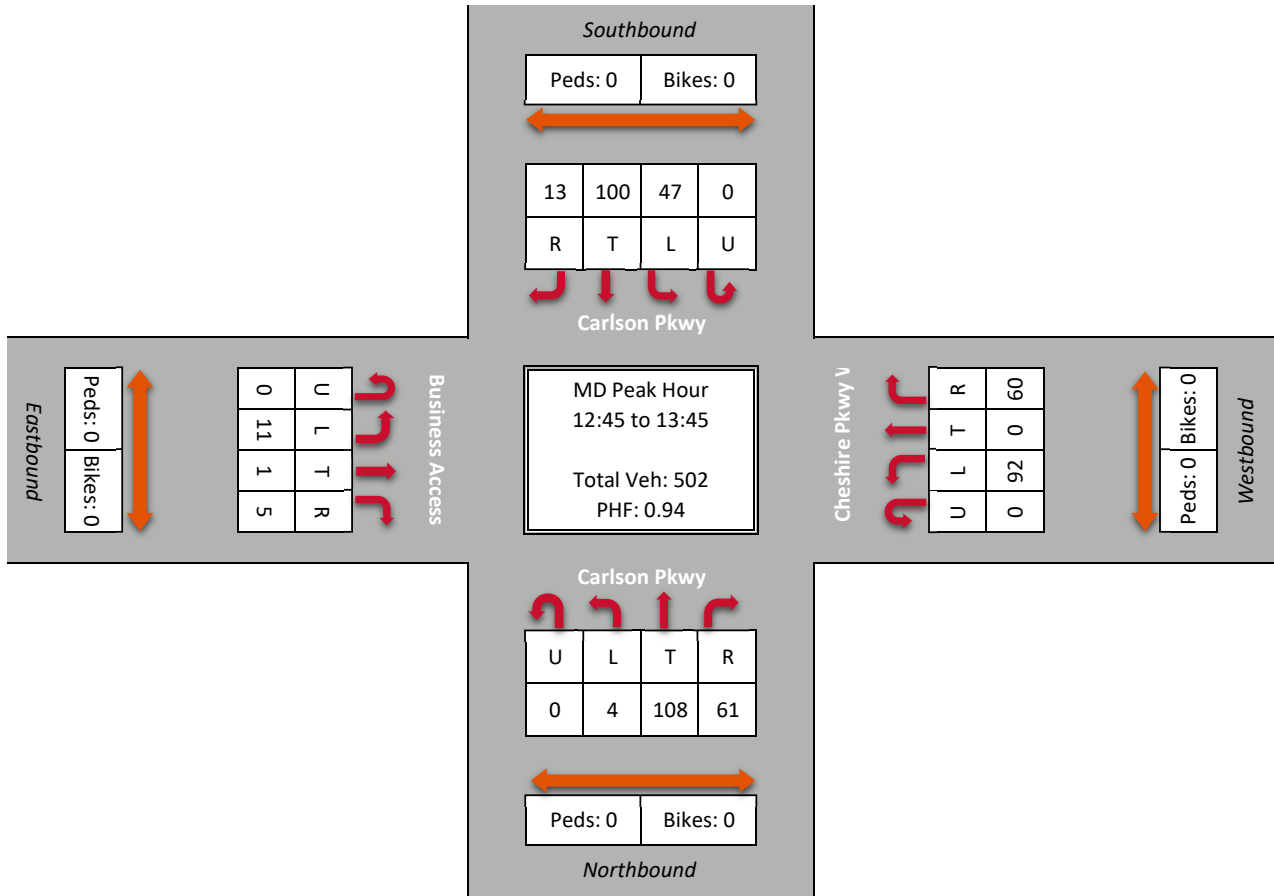 Southbound
Peds: 0 Bikes: 0
13 100 47 0
R T L U
Carlson Pkwy
Eastbound
Peds: 0 Bikes: 0
0 11 1 5
U L T R
Business Access
MD Peak Hour
12:45 to 13:45
Total Veh: 502
PHF: 0.94
Cheshire Pkwy
R T L U
60 0 92 0
Peds: 0 Bikes: 0
Westbound
Carlson Pkwy
U L T R
0 4 108 61
Peds: 0 Bikes: 0
Northbound